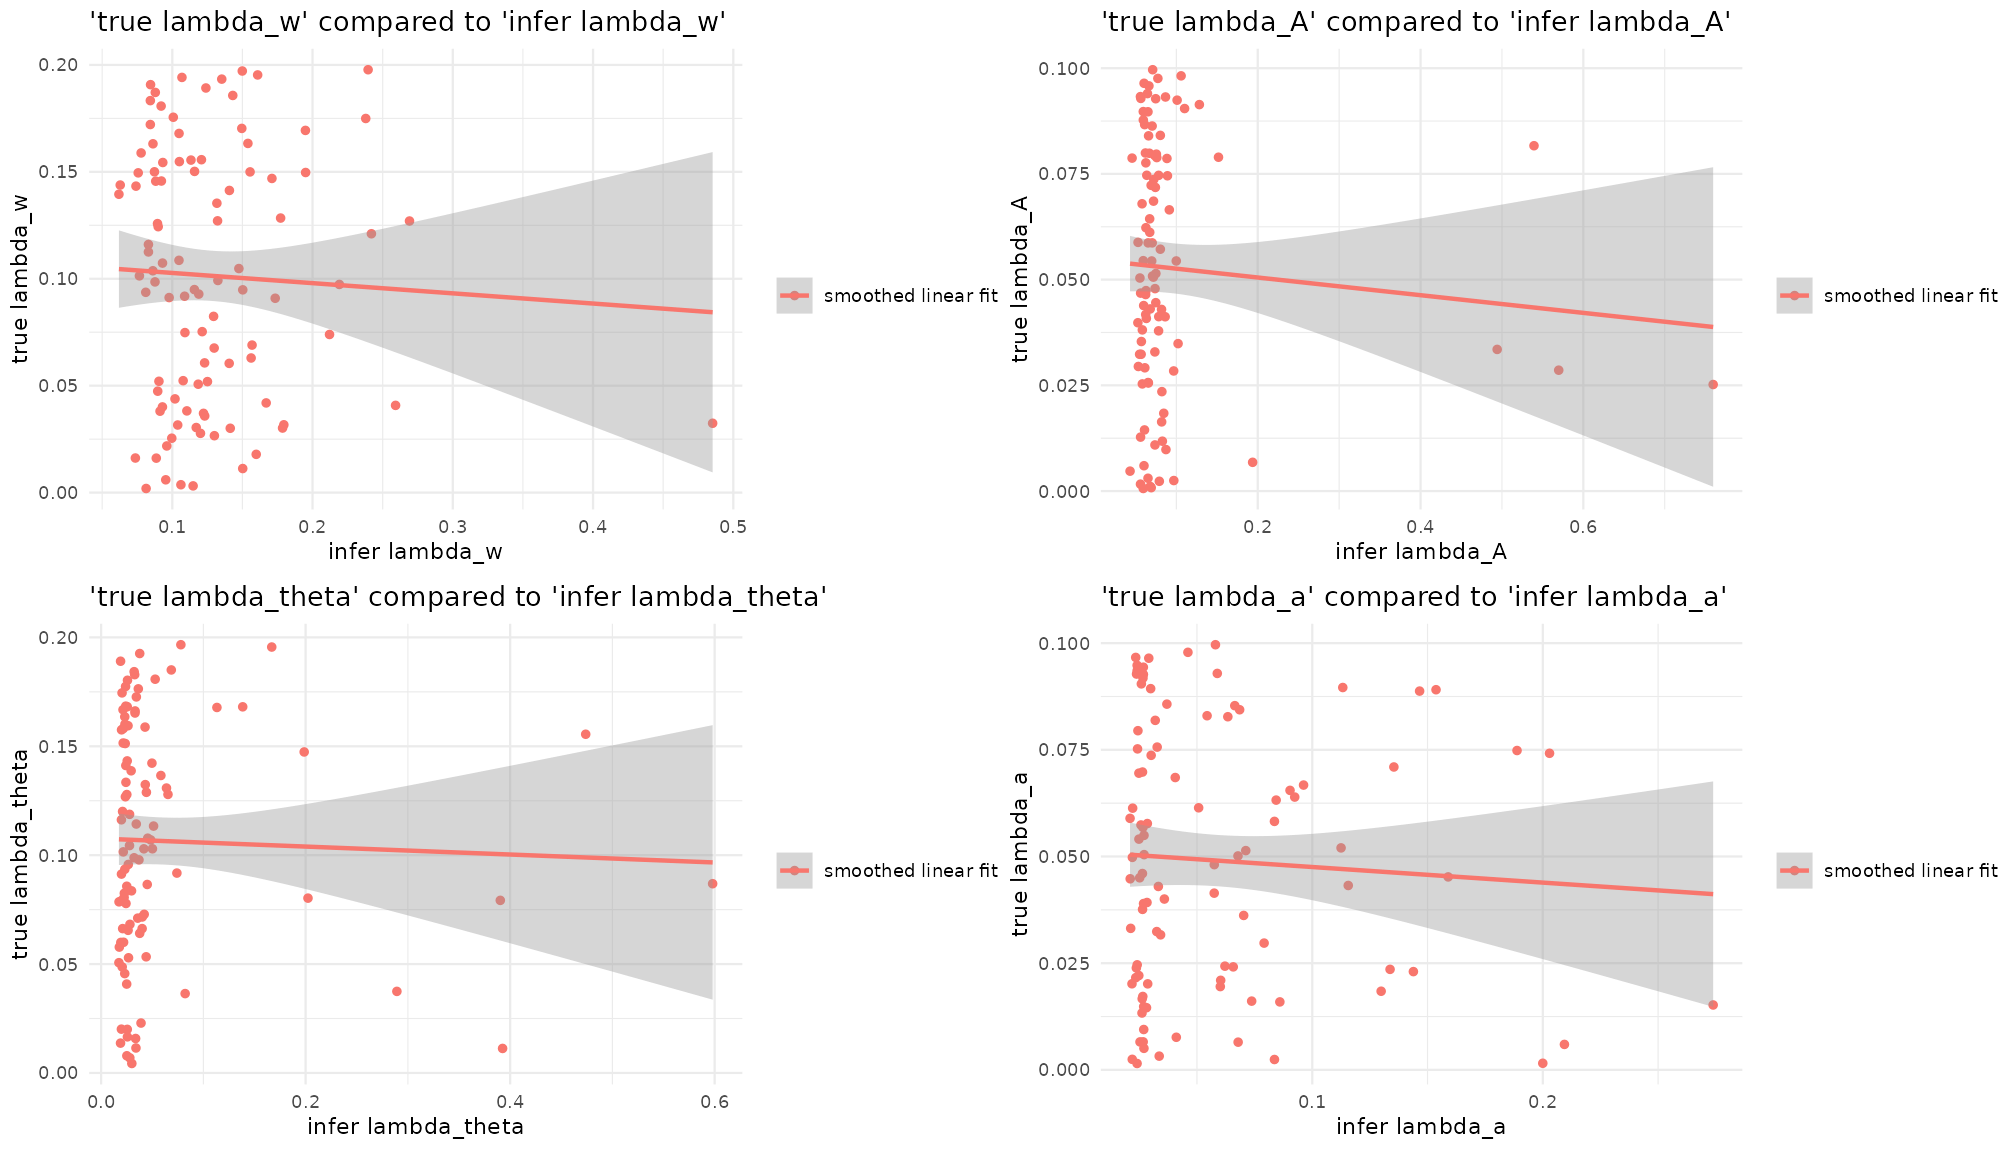 'true lambda_w' compared to 'infer lambda_w'
0.20
0.15
0.10
0.05
0.00
true lambda_w
0.1 0.2 0.3 0.4 0.5
infer lambda_w
smoothed linear fit
'true lambda_A' compared to 'infer lambda_A'
0.100
0.075
0.050
0.025
0.000
true lambda_A
0.2 0.4 0.6
infer lambda_A
smoothed linear fit
'true lambda_theta' compared to 'infer lambda_theta'
0.20
0.15
0.10
0.05
0.00
true lambda_theta
0.0 0.2 0.4 0.6
infer lambda_theta
smoothed linear fit
'true lambda_a' compared to 'infer lambda_a'
0.100
0.075
0.050
0.025
0.000
true lambda_a
0.1 0.2
infer lambda_a
smoothed linear fit